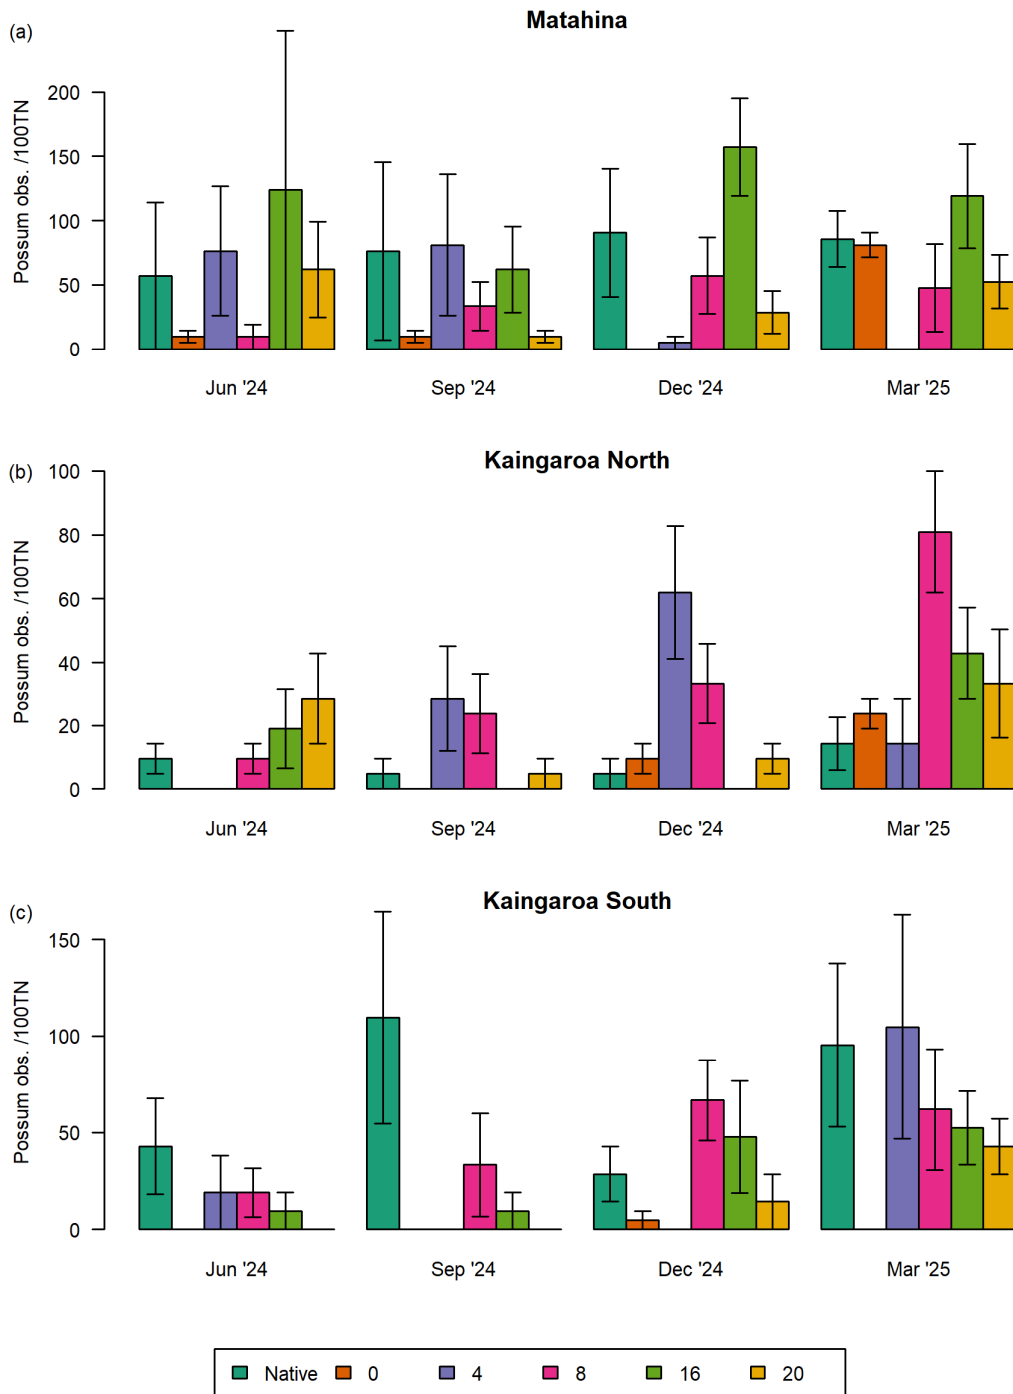 (a)
Matahina
Possum obs. /100TN
200
150
100
50
0
Jun '24 Sep '24 Dec '24 Mar '25
(b)
Kaingaroa North
Possum obs. /100TN
100
80
60
40
20
0
Jun '24 Sep '24 Dec '24 Mar '25
(c)
Kaingaroa South
Possum obs. /100TN
150
100
50
0
Jun '24 Sep '24 Dec '24 Mar '25
Native 0 4 8 16 20